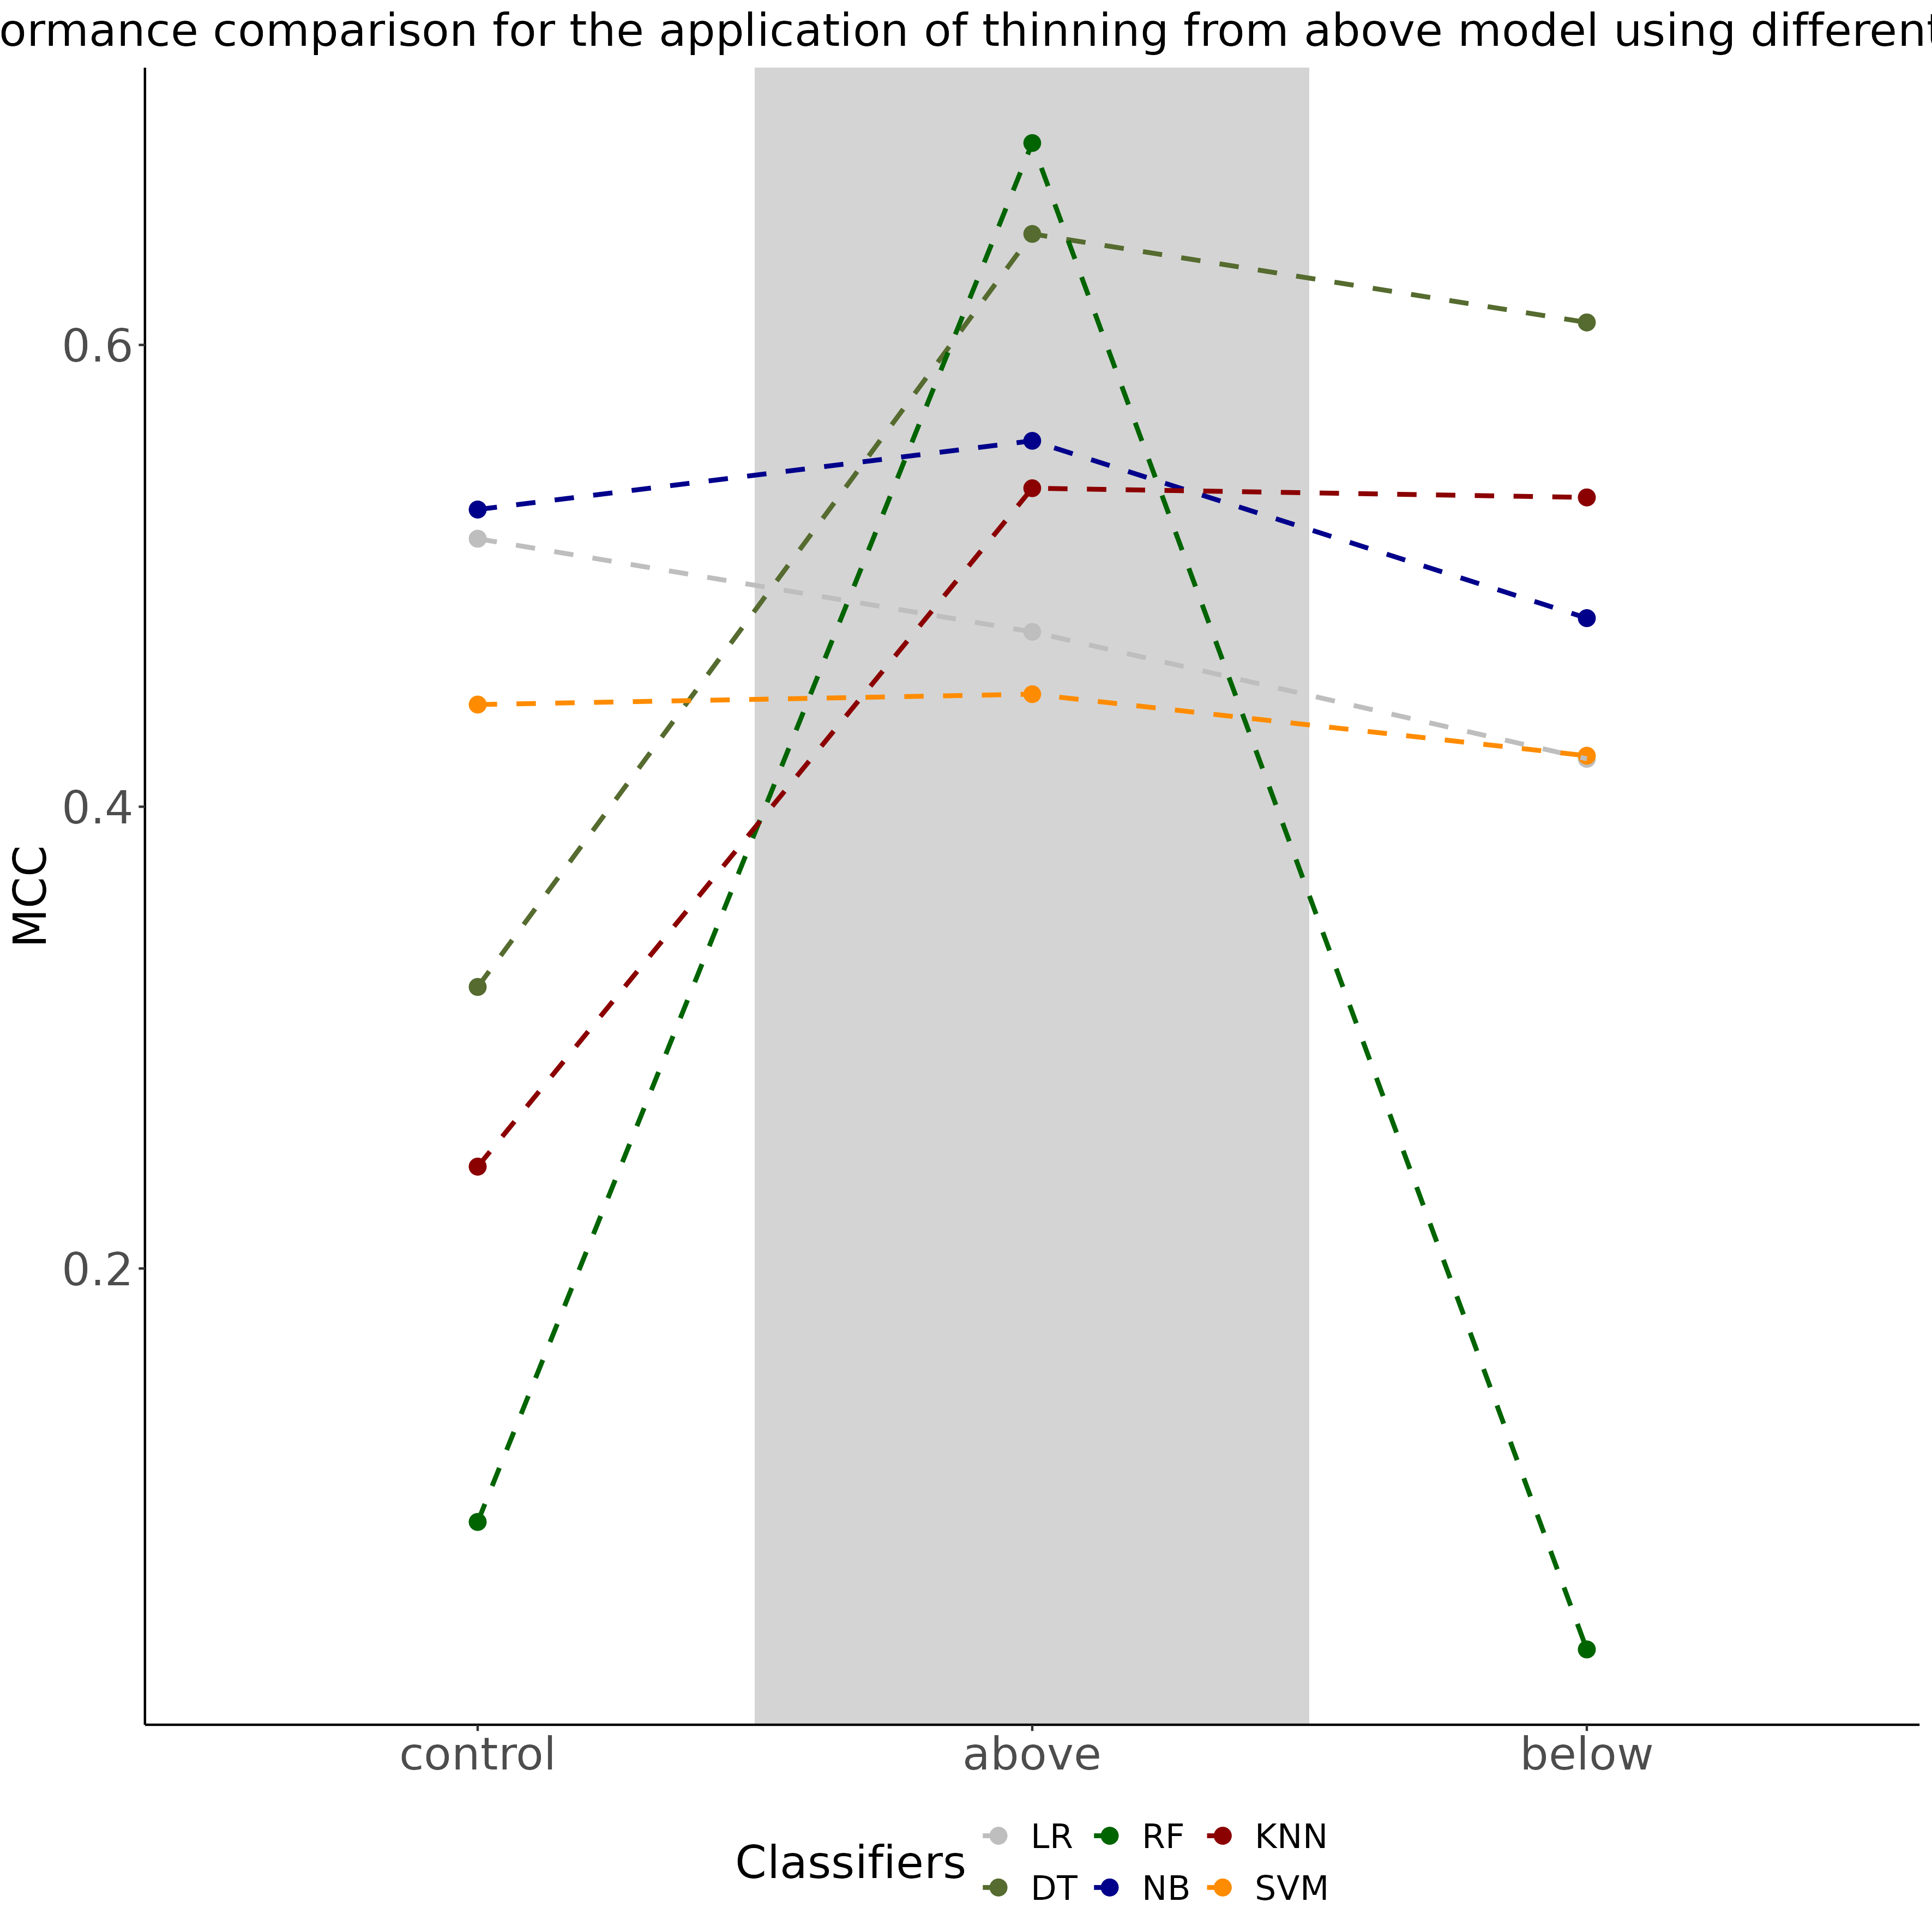 ormance comparison for the application of thinning from above model using different
0.6
0.4
0.2
MCC
control above below
Classifiers
LR RF KNN
DT NB SVM